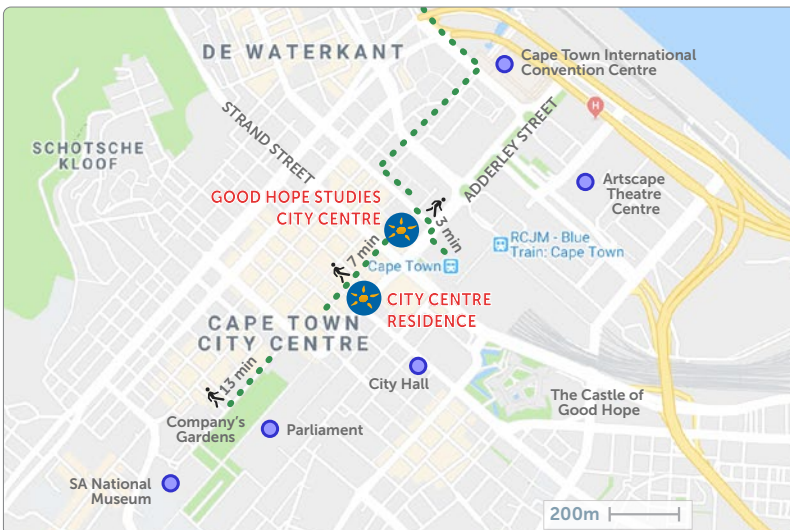 DE WATERKANT
Cape Town International
Convention Centre
H
STRAND STREET
ADDERLEY STREET
SCHOTSCHE
KLOOF
GOOD HOPE STUDIES
CITY CENTRE
Artscape
Theatre
Centre
3 min
7 min
RCJM - Blue
Train: Cape Town
Cape Town
CITY CENTRE
RESIDENCE
CAPE TOWN
CITY CENTRE
13 min
City Hall
The Castle of
Good Hope
Company's
Gardens
Parliament
SA National
Museum
200m